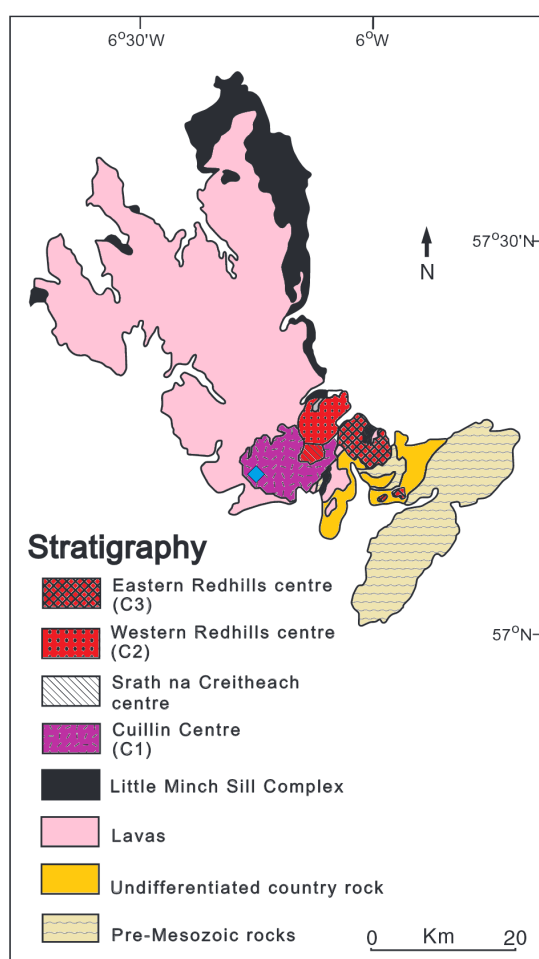 6°30'W 6°W
57°30'N
N
Stratigraphy
Eastern Redhills centre
(C3)
Western Redhills centre
(C2)
57°N
Srath na Creitheach
centre
Cuillin Centre
(C1)
Little Minch Sill Complex
Lavas
Undifferentiated country rock
Pre-Mesozoic rocks
0 Km 20